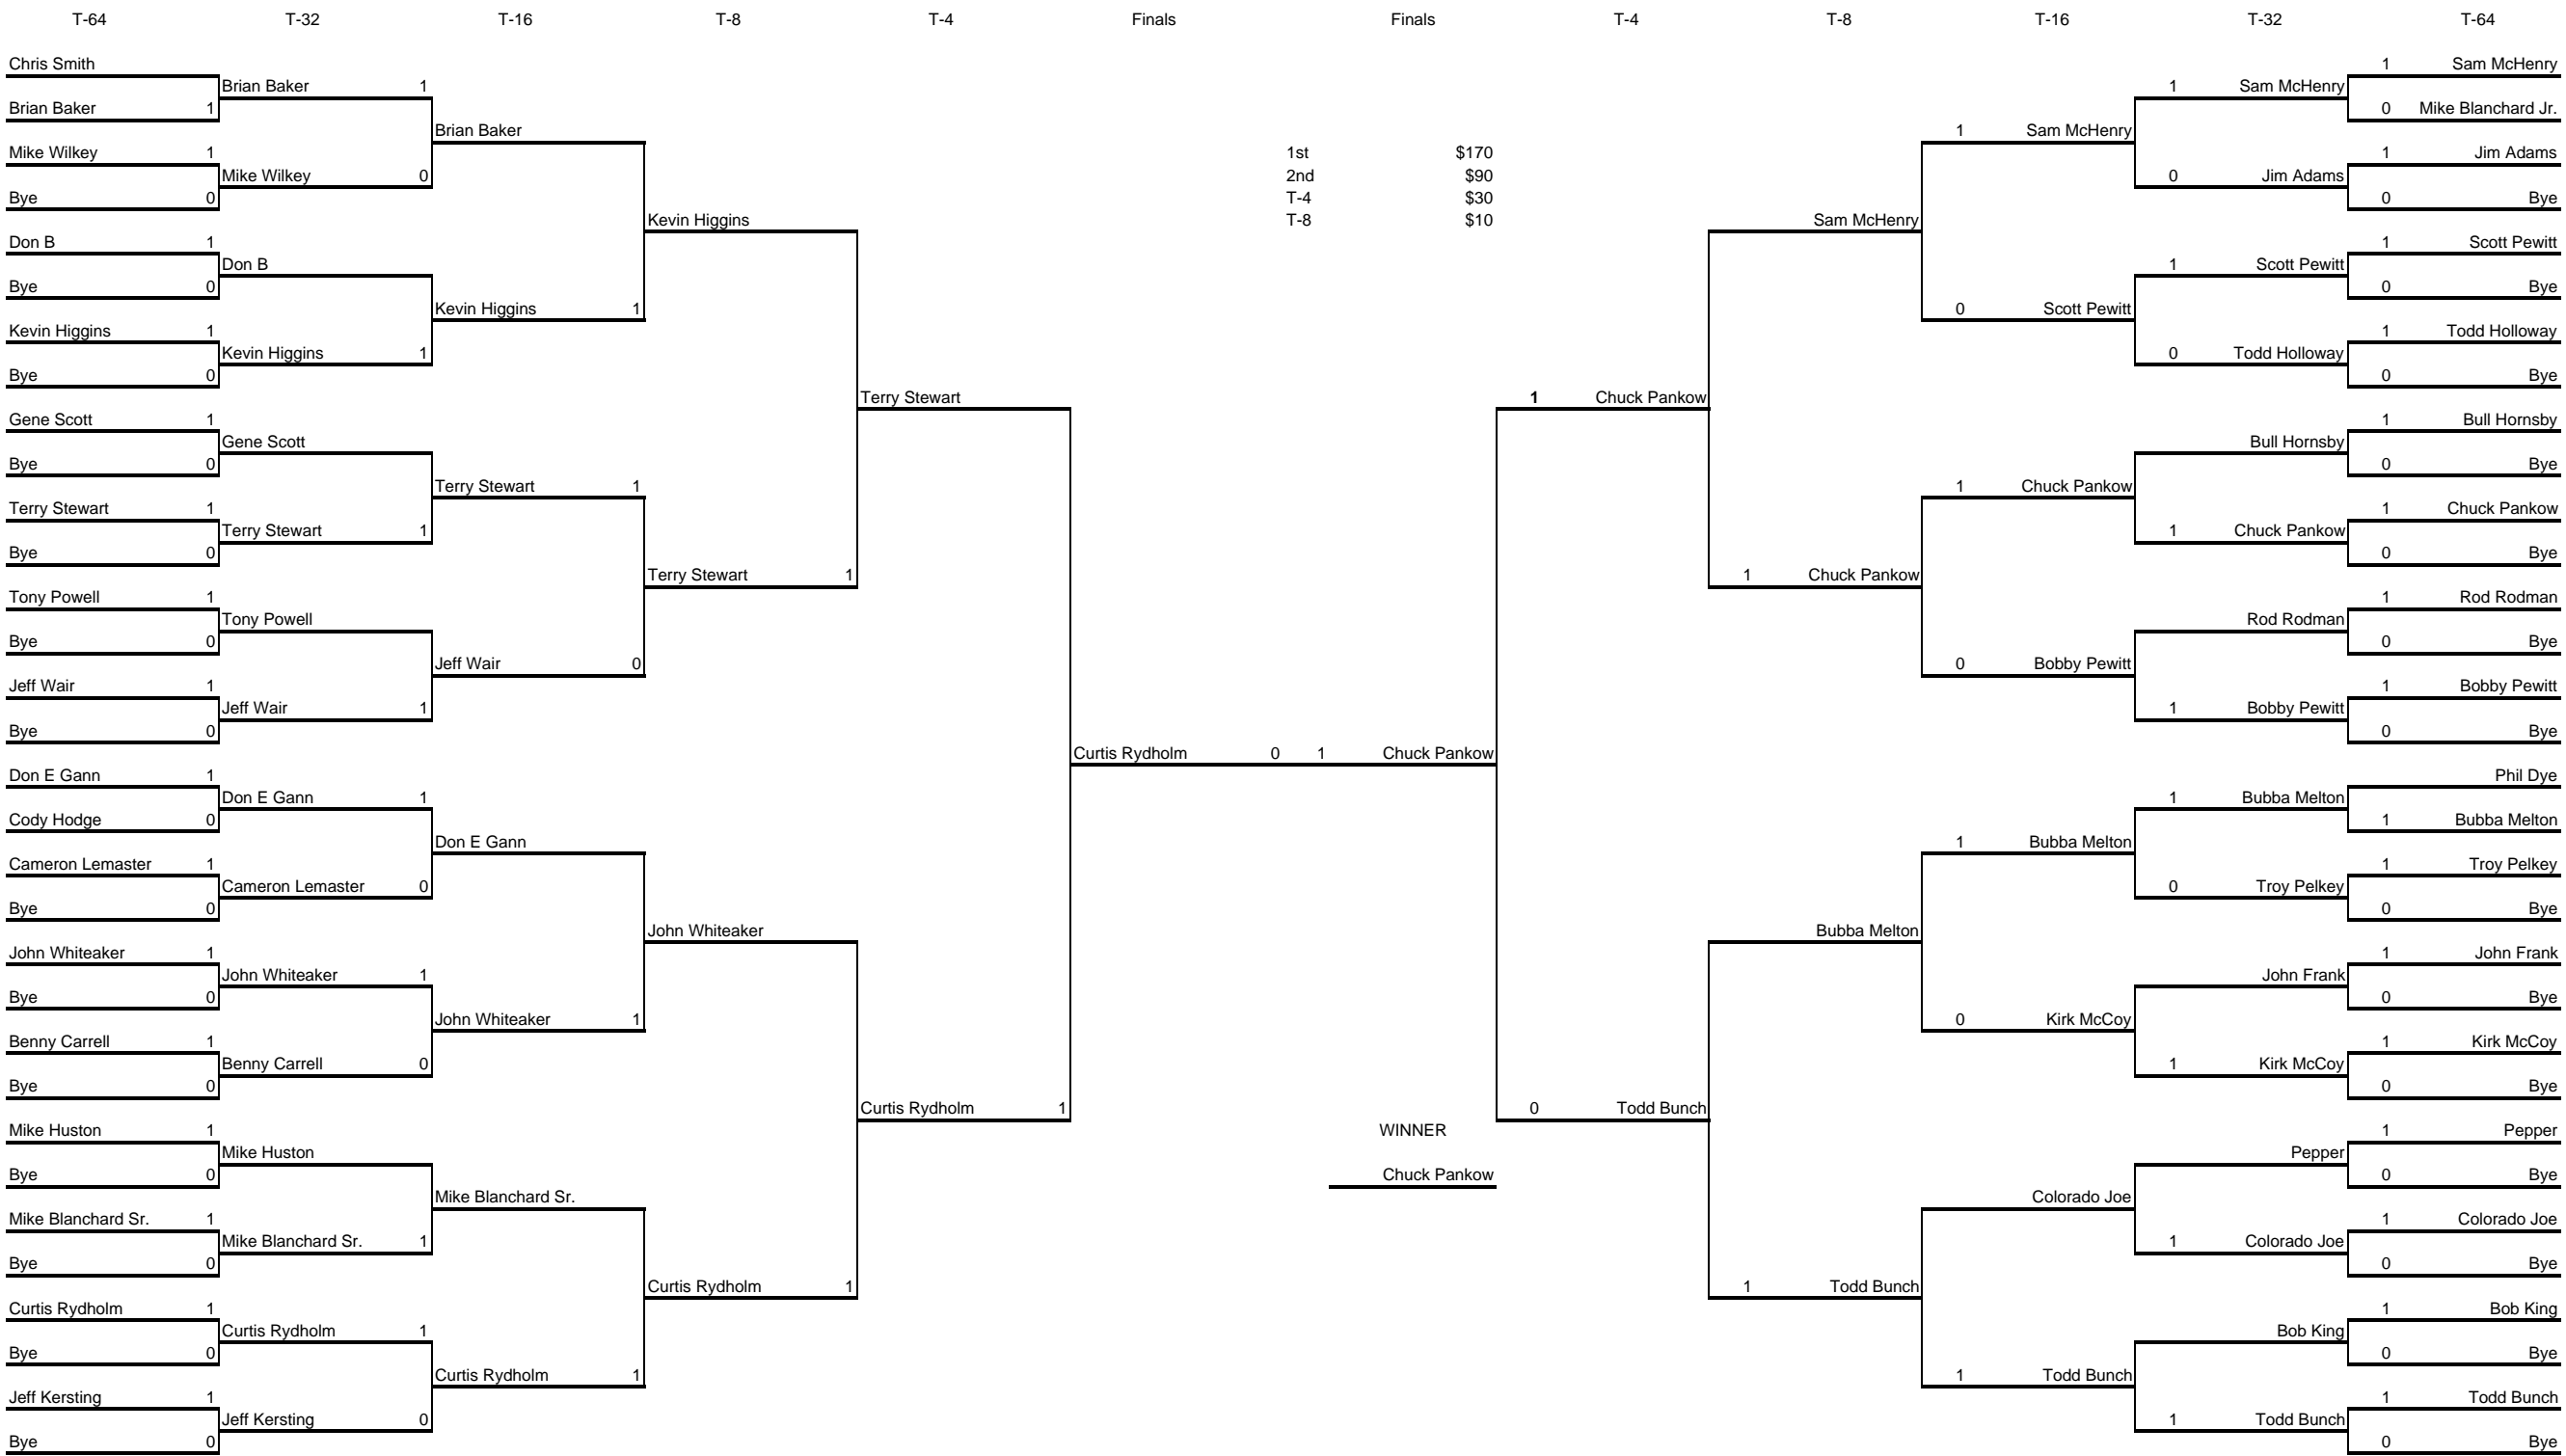 T-64 T-32 T-16 T-8 T-4 Finals Finals T-4 T-8 T-16 T-32 T-64
Chris Smith 1 Sam McHenry
Brian Baker 1 1 Sam McHenry
Brian Baker 1 0 Mike Blanchard Jr.
Brian Baker 1 Sam McHenry
Mike Wilkey 1 1st $170 1 Jim Adams
Mike Wilkey 0 2nd $90 0 Jim Adams
Bye 0 T-4 $30 0 Bye
Kevin Higgins T-8 $10 Sam McHenry
Don B 1 1 Scott Pewitt
Don B 1 Scott Pewitt
Bye 0 0 Bye
Kevin Higgins 1 0 Scott Pewitt
Kevin Higgins 1 1 Todd Holloway
Kevin Higgins 1 0 Todd Holloway
Bye 0 0 Bye
Terry Stewart 1 Chuck Pankow
Gene Scott 1 1 Bull Hornsby
Gene Scott Bull Hornsby
Bye 0 0 Bye
Terry Stewart 1 1 Chuck Pankow
Terry Stewart 1 1 Chuck Pankow
Terry Stewart 1 1 Chuck Pankow
Bye 0 0 Bye
Terry Stewart 1 1 Chuck Pankow
Tony Powell 1 1 Rod Rodman
Tony Powell Rod Rodman
Bye 0 0 Bye
Jeff Wair 0 0 Bobby Pewitt
Jeff Wair 1 1 Bobby Pewitt
Jeff Wair 1 1 Bobby Pewitt
Bye 0 0 Bye
Curtis Rydholm 0 1 Chuck Pankow
Don E Gann 1 Phil Dye
Don E Gann 1 1 Bubba Melton
Cody Hodge 0 1 Bubba Melton
Don E Gann 1 Bubba Melton
Cameron Lemaster 1 1 Troy Pelkey
Cameron Lemaster 0 0 Troy Pelkey
Bye 0 0 Bye
John Whiteaker Bubba Melton
John Whiteaker 1 1 John Frank
John Whiteaker 1 John Frank
Bye 0 0 Bye
John Whiteaker 1 0 Kirk McCoy
Benny Carrell 1 1 Kirk McCoy
Benny Carrell 0 1 Kirk McCoy
Bye 0 0 Bye
Curtis Rydholm 1 0 Todd Bunch
Mike Huston 1 WINNER 1 Pepper
Mike Huston Pepper
Bye 0 Chuck Pankow 0 Bye
Mike Blanchard Sr. Colorado Joe
Mike Blanchard Sr. 1 1 Colorado Joe
Mike Blanchard Sr. 1 1 Colorado Joe
Bye 0 0 Bye
Curtis Rydholm 1 1 Todd Bunch
Curtis Rydholm 1 1 Bob King
Curtis Rydholm 1 Bob King
Bye 0 0 Bye
Curtis Rydholm 1 1 Todd Bunch
Jeff Kersting 1 1 Todd Bunch
Jeff Kersting 0 1 Todd Bunch
Bye 0 0 Bye